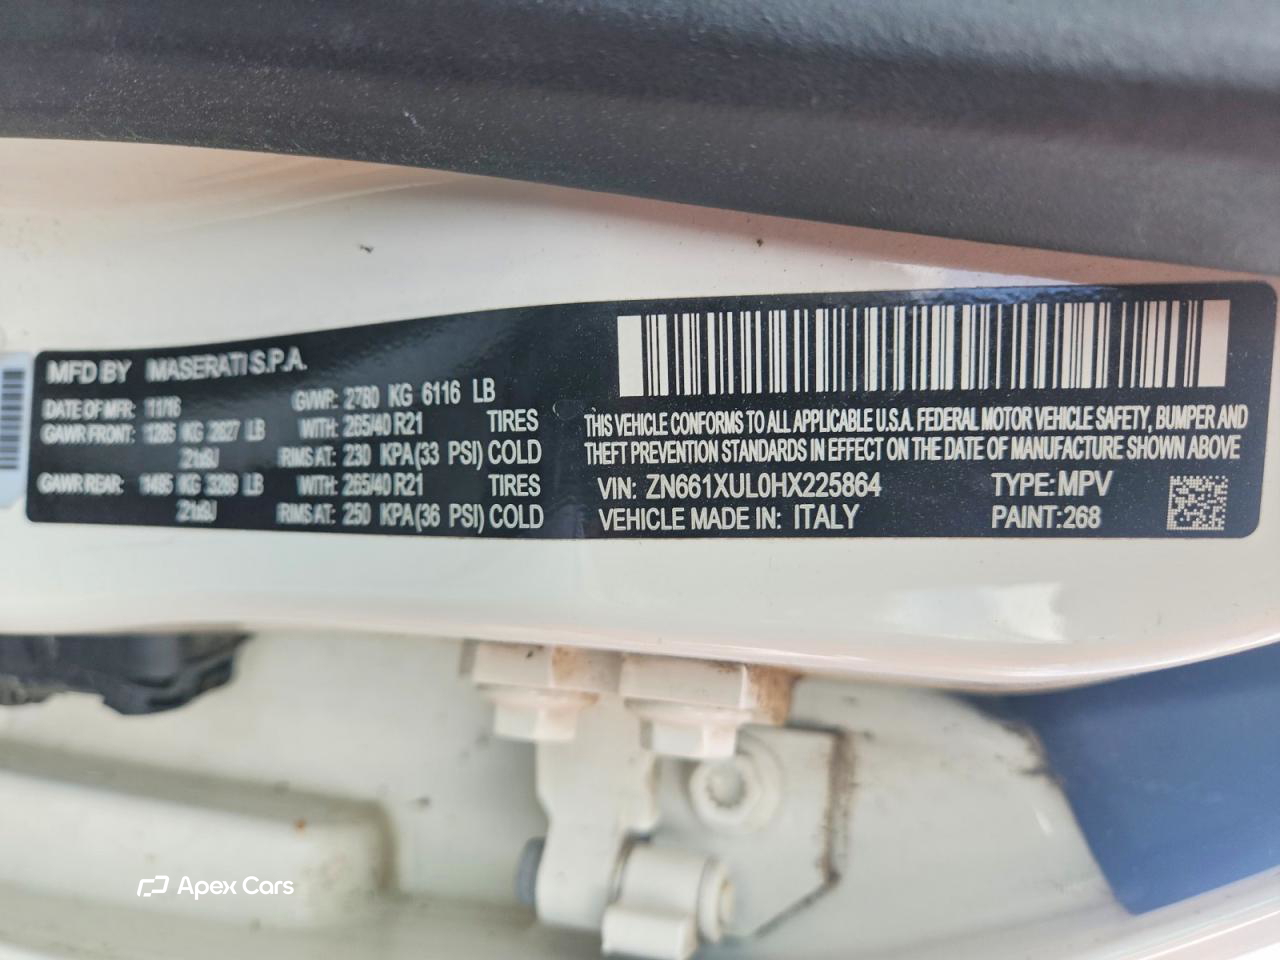 MFD BY MASERATI S.P.A.
DATE OF MFR: 11/16 GVWR: 2780 KG 6116 LB
GAWR FRONT: 1285 KG 2827 LB WITH: 265/40 R21 TIRES
21x9J RIMS AT: 230 KPA(33 PSI) COLD
GAWR REAR: 1495 KG 3289 LB WITH: 265/40 R21 TIRES
21x9J RIMS AT: 250 KPA(36 PSI) COLD
THIS VEHICLE CONFORMS TO ALL APPLICABLE U.S.A. FEDERAL MOTOR VEHICLE SAFETY, BUMPER AND
THEFT PREVENTION STANDARDS IN EFFECT ON THE DATE OF MANUFACTURE SHOWN ABOVE
VIN: ZN661XUL0HX225864 TYPE: MPV
VEHICLE MADE IN: ITALY PAINT:268
Apex Cars